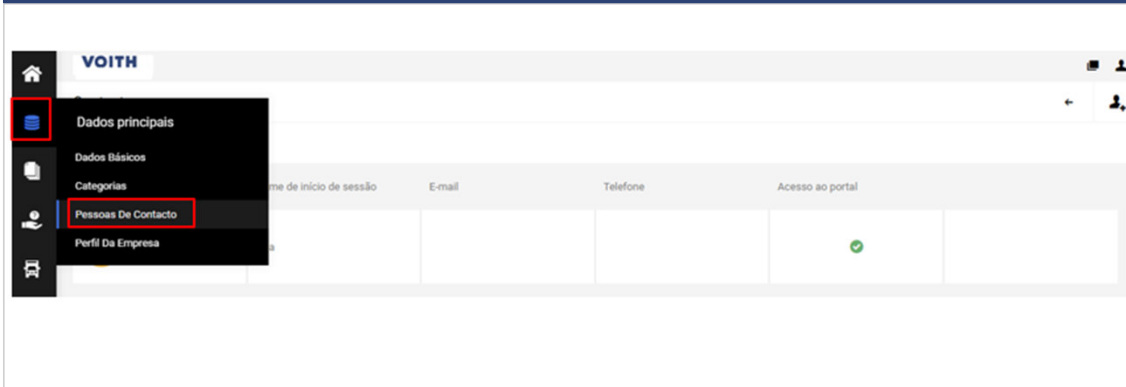 VOITH
Dados principais
Dados Básicos
Categorias
Pessoas De Contacto
Perfil Da Empresa
de início de sessão
E-mail
Telefone
Acesso ao portal